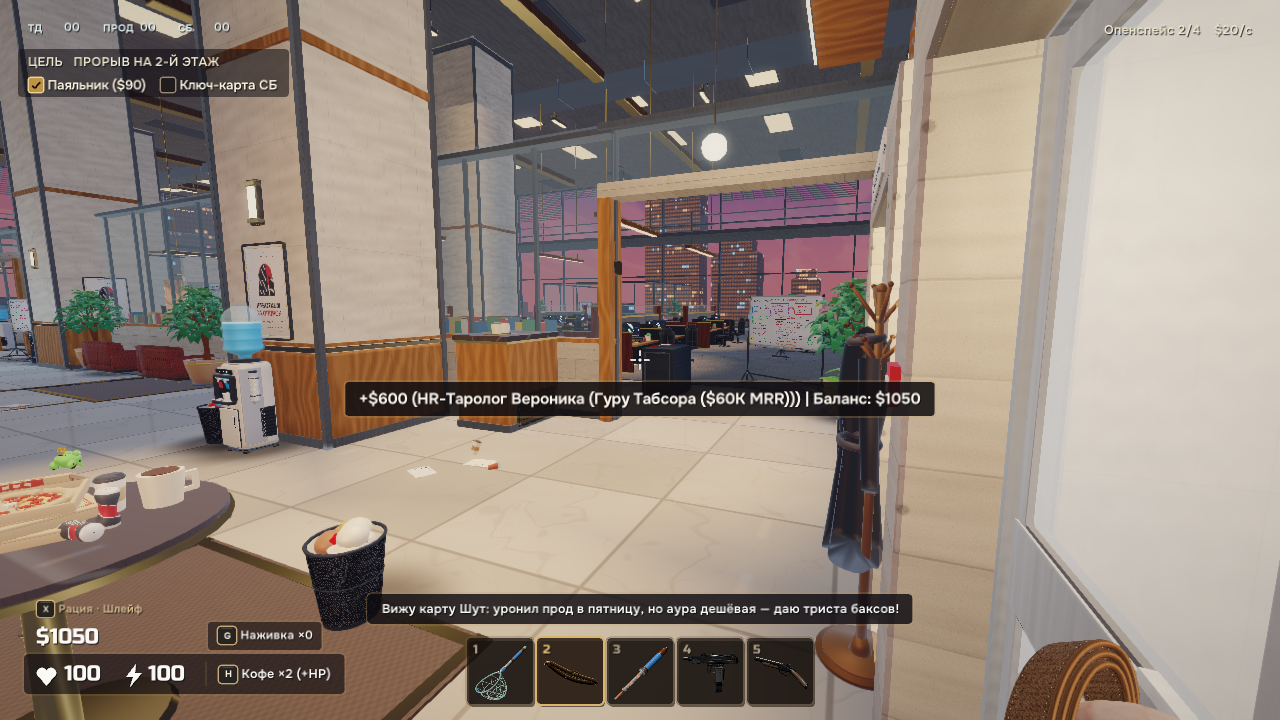 ТД 00 ПРОД 00 СБ 00
Опенспейс 2/4 $20/с
ЦЕЛЬ ПРОРЫВ НА 2-Й ЭТАЖ
Паяльник ($90) Ключ-карта СБ
+$600 (HR-Таролог Вероника (Гуру Табсора ($60K MRR))) | Баланс: $1050
Вижу карту Шут: уронил прод в пятницу, но аура дешёвая — даю триста баксов!
X Рация · Шлейф
$1050
G Наживка ×0
100 100 H Кофе ×2 (+HP)
1 2 3 4 5